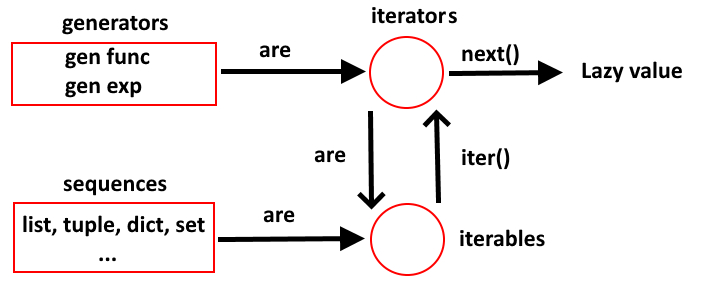 generators
iterators
gen func
gen exp
are
next()
Lazy value
are
iter()
sequences
list, tuple, dict, set
...
are
iterables